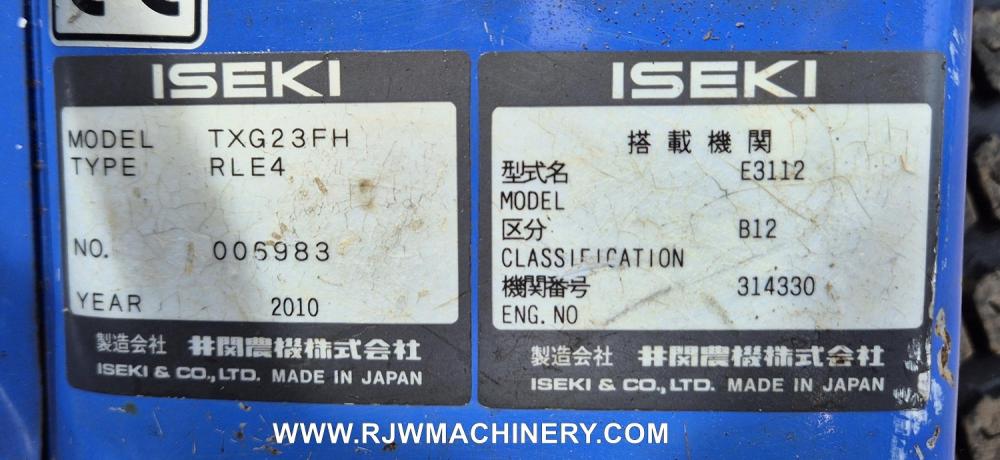 ISEKI
MODEL TXG23FH
TYPE RLE4
NO. 006983
YEAR 2010
製造会社 井関農機株式会社
ISEKI & CO., LTD. MADE IN JAPAN
ISEKI
搭載機関
型式名 E3112
MODEL
区分 B12
CLASSIFICATION
機関番号 314330
ENG. NO
製造会社 井関農機株式会社
ISEKI & CO., LTD. MADE IN JAPAN
WWW.RJWMACHINERY.COM